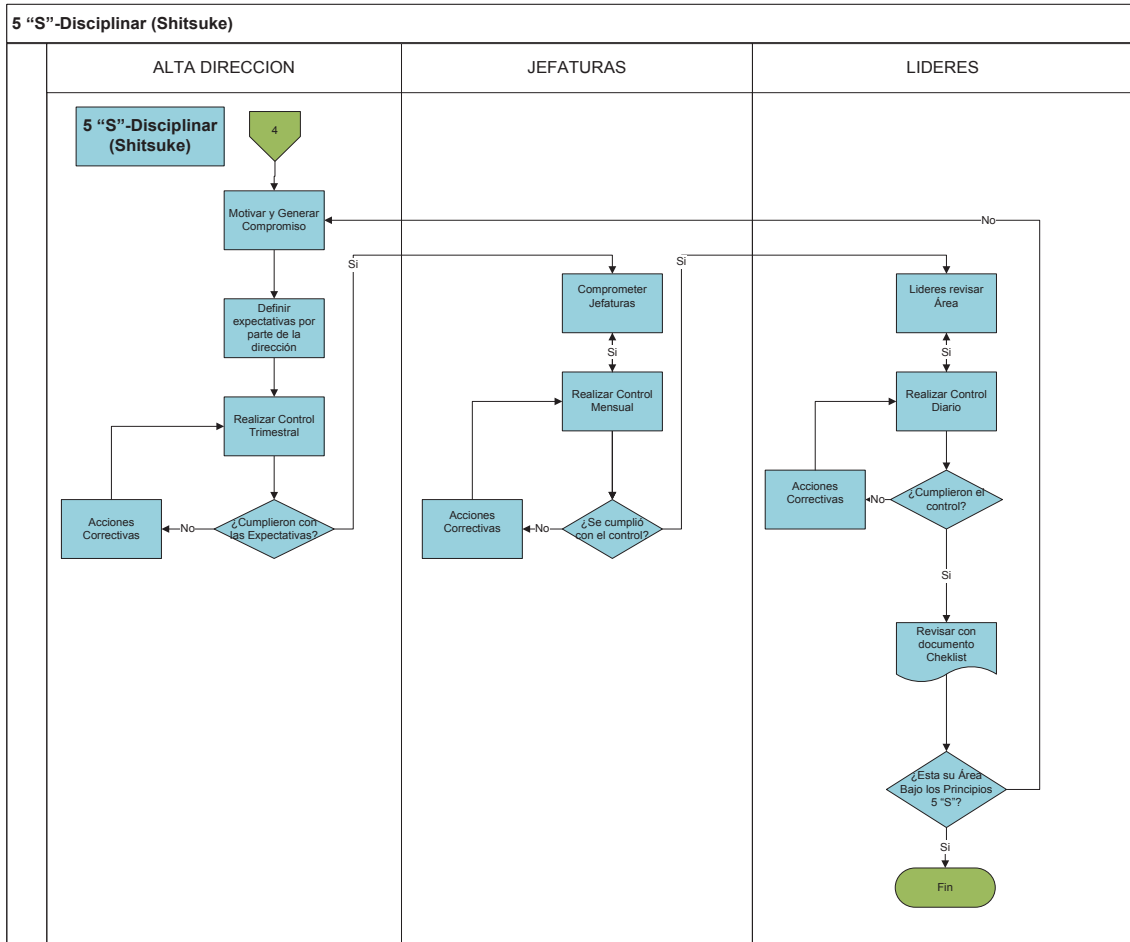 5 “S”-Disciplinar (Shitsuke)
ALTA DIRECCION
JEFATURAS
LIDERES
5 “S”-Disciplinar
(Shitsuke)
4
Motivar y Generar
Compromiso
No
Si
Si
Definir
expectativas por
parte de la
dirección
Comprometer
Jefaturas
Lideres revisar
Área
Si
Si
Realizar Control
Trimestral
Realizar Control
Mensual
Realizar Control
Diario
Acciones
Correctivas
No
¿Cumplieron con
las Expectativas?
Acciones
Correctivas
No
¿Se cumplió
con el control?
Acciones
Correctivas
No
¿Cumplieron el
control?
Si
Revisar con
documento
Cheklist
¿Esta su Área
Bajo los Principios
5 “S”?
Si
Fin